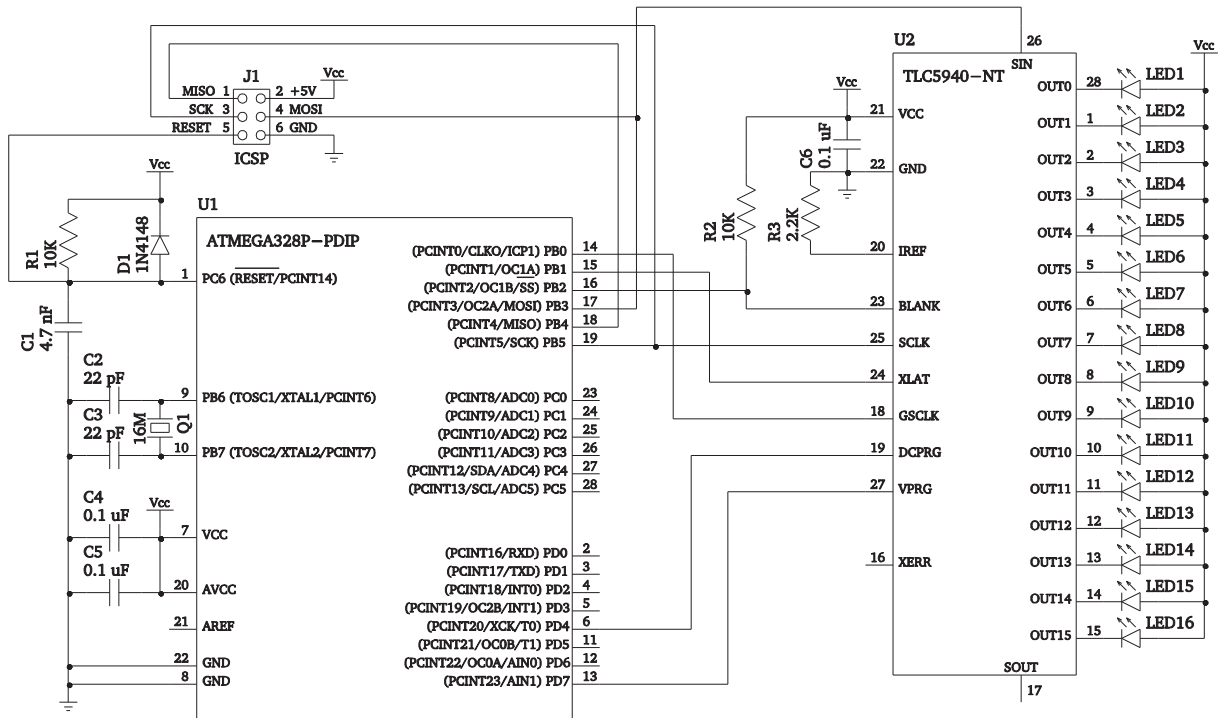 J1
Vcc
MISO 1 2 +5V
SCK 3 4 MOSI
RESET 5 6 GND
ICSP
Vcc
R1
10K
D1
1N4148
C1
4.7 nF
C2
22 pF
C3
22 pF
16M
Q1
C4
0.1 uF
Vcc
C5
0.1 uF
U1
ATMEGA328P-PDIP
1 PC6 (RESET/PCINT14)
9 PB6 (TOSC1/XTAL1/PCINT6)
10 PB7 (TOSC2/XTAL2/PCINT7)
7 VCC
20 AVCC
21 AREF
22 GND
8 GND
(PCINT0/CLKO/ICP1) PB0 14
(PCINT1/OC1A) PB1 15
(PCINT2/OC1B/SS) PB2 16
(PCINT3/OC2A/MOSI) PB3 17
(PCINT4/MISO) PB4 18
(PCINT5/SCK) PB5 19
(PCINT8/ADC0) PC0 23
(PCINT9/ADC1) PC1 24
(PCINT10/ADC2) PC2 25
(PCINT11/ADC3) PC3 26
(PCINT12/SDA/ADC4) PC4 27
(PCINT13/SCL/ADC5) PC5 28
(PCINT16/RXD) PD0 2
(PCINT17/TXD) PD1 3
(PCINT18/INT0) PD2 4
(PCINT19/OC2B/INT1) PD3 5
(PCINT20/XCK/T0) PD4 6
(PCINT21/OC0B/T1) PD5 11
(PCINT22/OC0A/AIN0) PD6 12
(PCINT23/AIN1) PD7 13
R2
10K
R3
2.2K
Vcc
C6
0.1 uF
U2
26
SIN
TLC5940-NT
21 VCC
22 GND
20 IREF
23 BLANK
25 SCLK
24 XLAT
18 GSCLK
19 DCPRG
27 VPRG
16 XERR
Vcc
OUT0 28 LED1
OUT1 1 LED2
OUT2 2 LED3
OUT3 3 LED4
OUT4 4 LED5
OUT5 5 LED6
OUT6 6 LED7
OUT7 7 LED8
OUT8 8 LED9
OUT9 9 LED10
OUT10 10 LED11
OUT11 11 LED12
OUT12 12 LED13
OUT13 13 LED14
OUT14 14 LED15
OUT15 15 LED16
SOUT
17